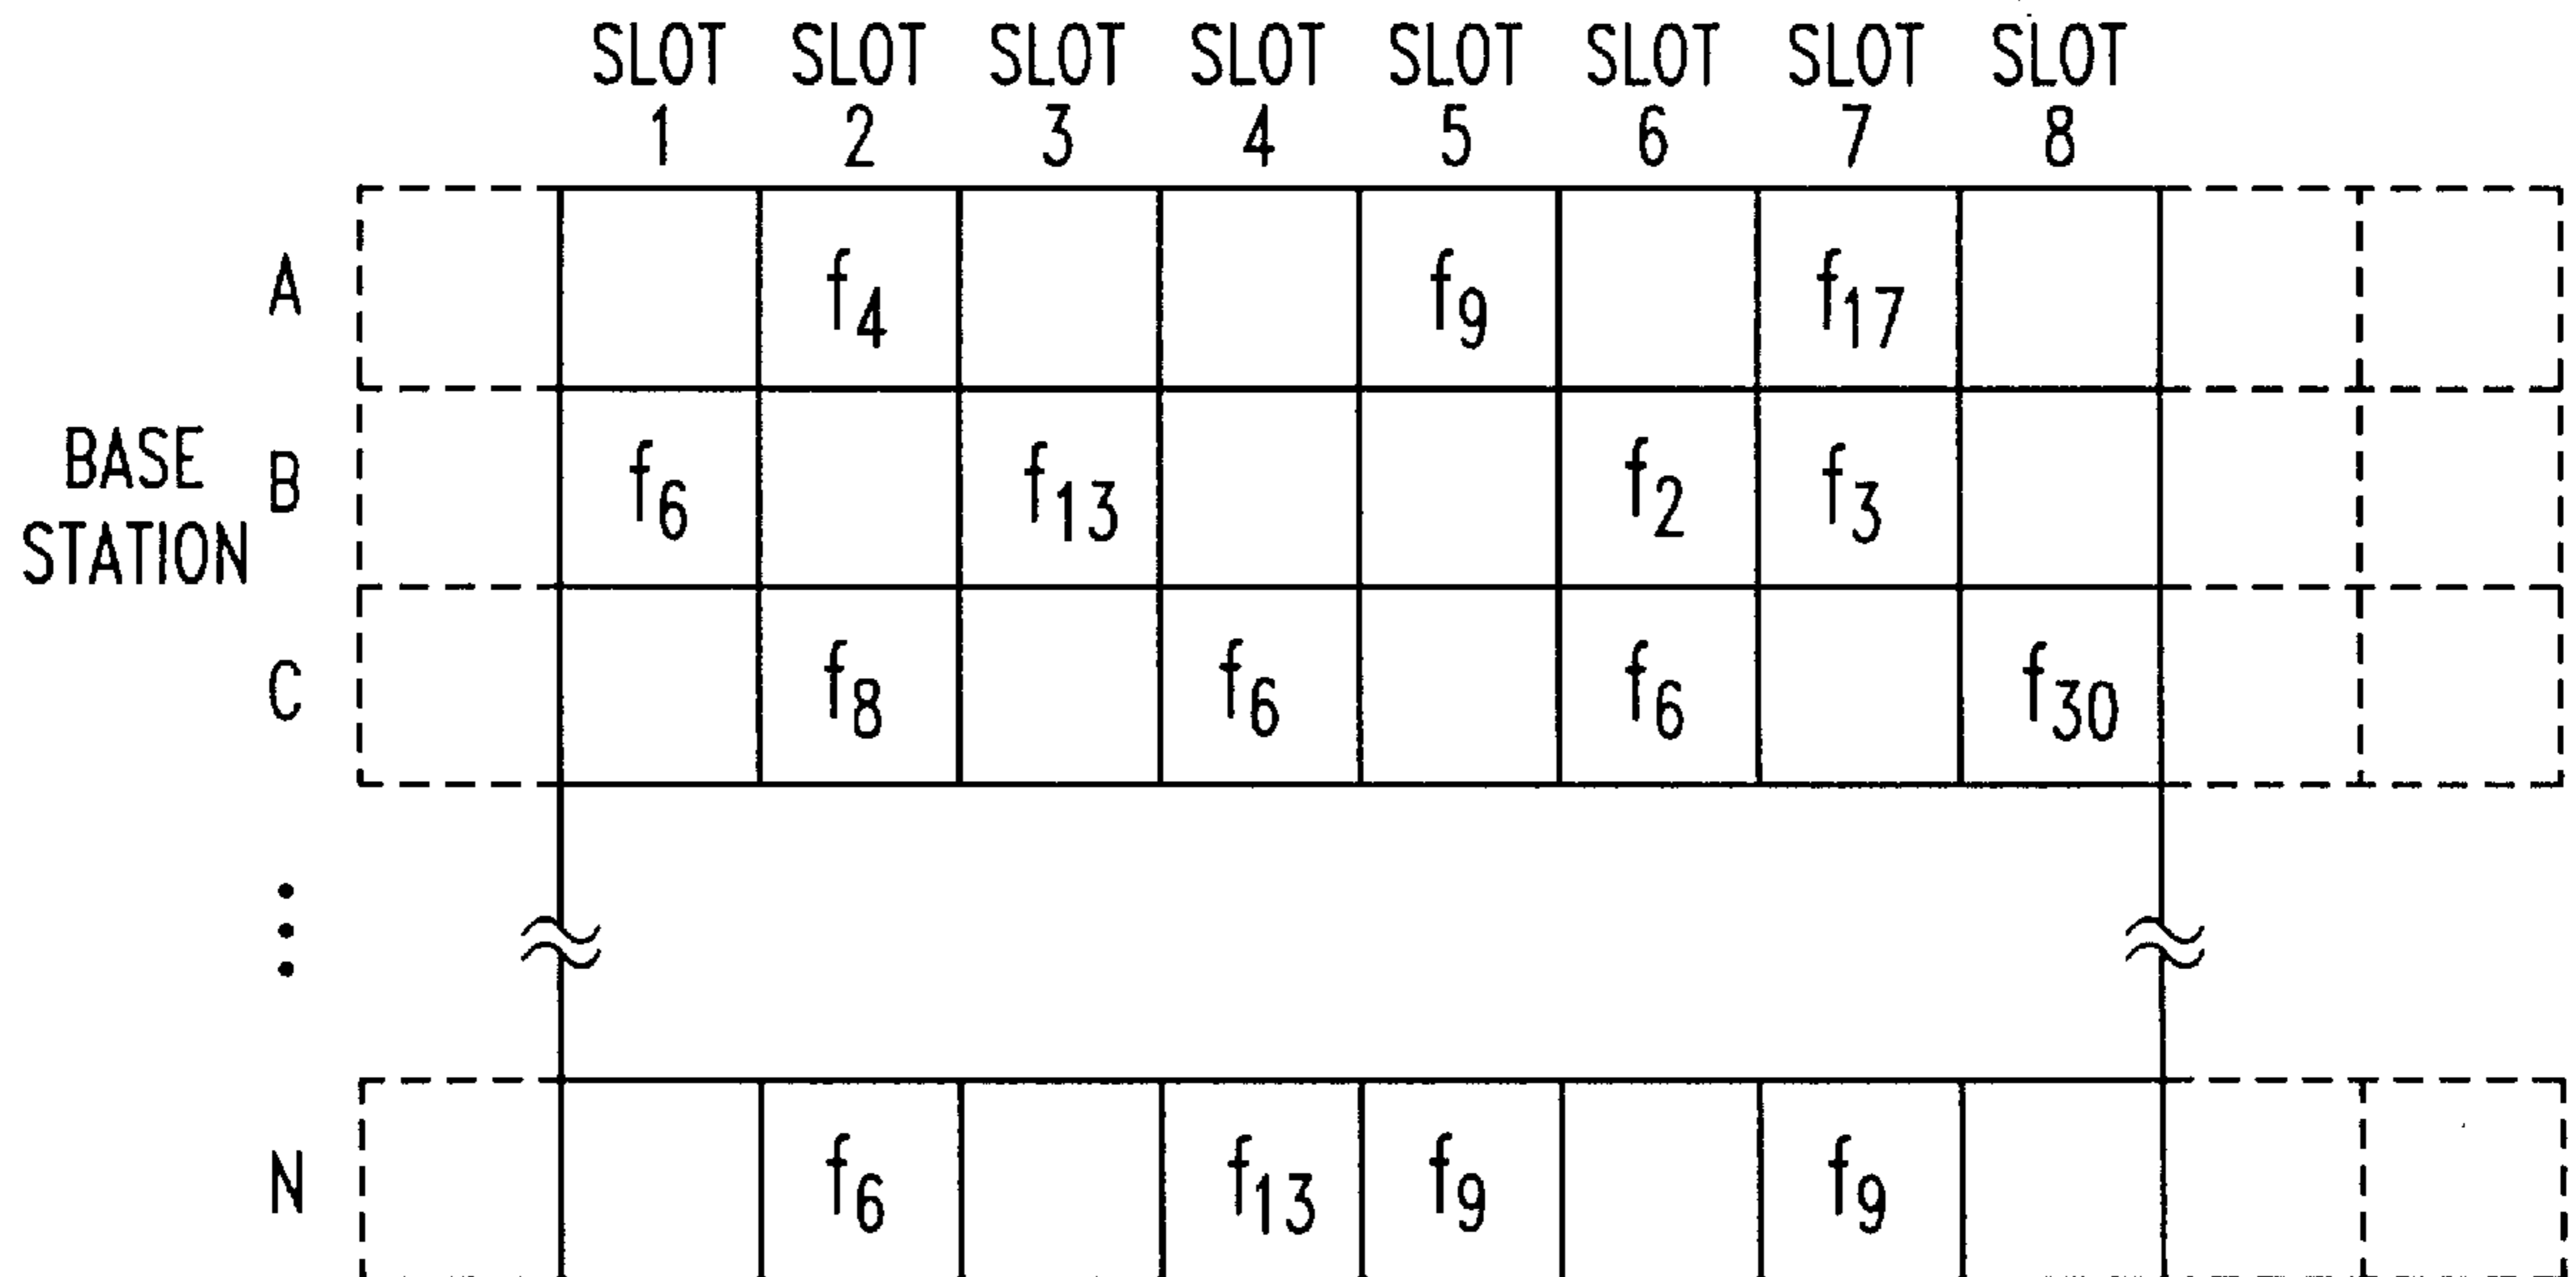 SLOT SLOT SLOT SLOT SLOT SLOT SLOT SLOT
1 2 3 4 5 6 7 8
A f4 f9 f17
BASE STATION
B f6 f13 f2 f3
C f8 f6 f6 f30
N f6 f13 f9 f9